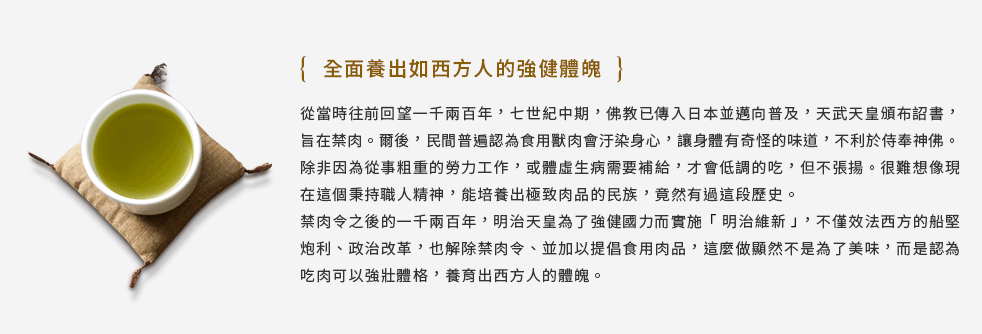 { 全面養出如西方人的強健體魄 }
從當時往前回望一千兩百年，七世紀中期，佛教已傳入日本並邁向普及，天武天皇頒布詔書，
旨在禁肉。爾後，民間普遍認為食用獸肉會汙染身心，讓身體有奇怪的味道，不利於侍奉神佛。
除非因為從事粗重的勞力工作，或體虛生病需要補給，才會低調的吃，但不張揚。很難想像現
在這個秉持職人精神，能培養出極致肉品的民族，竟然有過這段歷史。
禁肉令之後的一千兩百年，明治天皇為了強健國力而實施「 明治維新 」，不僅效法西方的船堅
炮利、政治改革，也解除禁肉令、並加以提倡食用肉品，這麼做顯然不是為了美味，而是認為
吃肉可以強壯體格，養育出西方人的體魄。